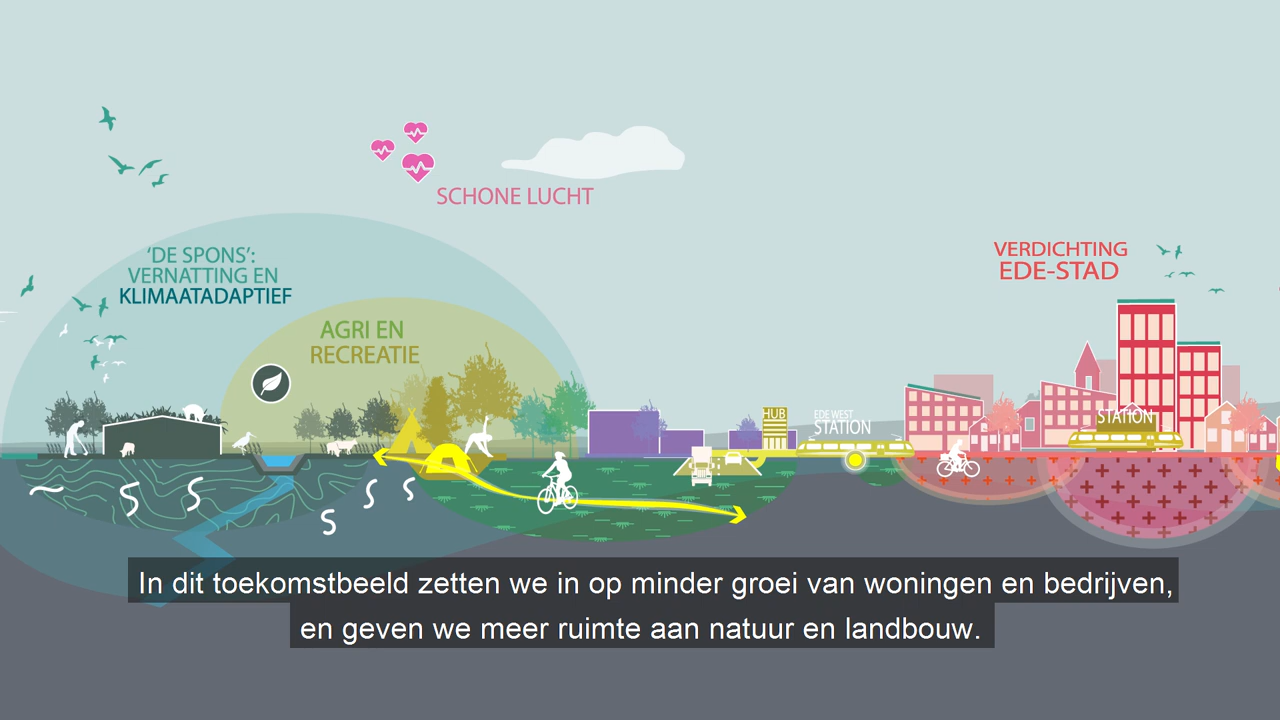 SCHONE LUCHT
'DE SPONS':
VERNATTING EN
KLIMAATADAPTIEF
VERDICHTING
EDE-STAD
AGRI EN
RECREATIE
HUB
EDE WEST
STATION
STATION
In dit toekomstbeeld zetten we in op minder groei van woningen en bedrijven,
en geven we meer ruimte aan natuur en landbouw.